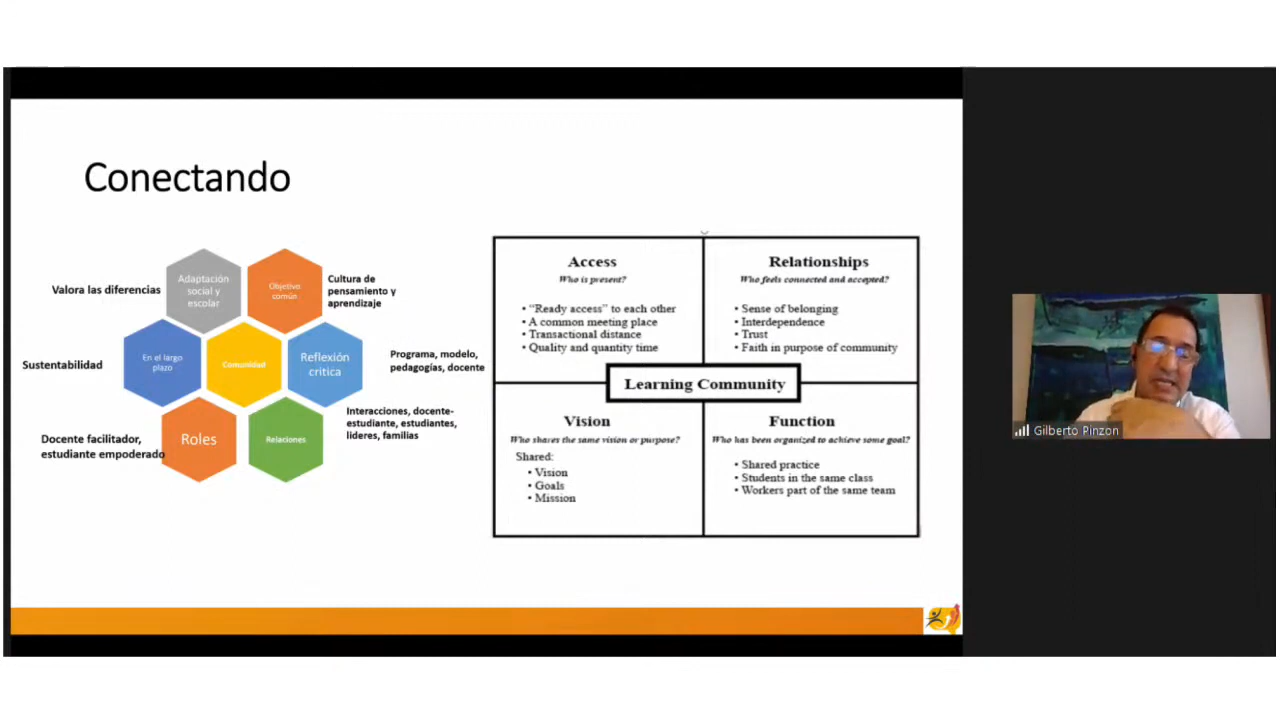 Conectando
Valora las diferencias
Adaptación
social y
escolar
Objetivo
común
Cultura de
pensamiento y
aprendizaje
Sustentabilidad
En el largo
plazo
Comunidad
Reflexión
critica
Programa, modelo,
pedagogías, docente
Docente facilitador,
estudiante empoderado
Roles
Relaciones
Interacciones, docente-
estudiante, estudiantes,
lideres, familias
Access
Who is present?
• “Ready access” to each other
• A common meeting place
• Transactional distance
• Quality and quantity time
Relationships
Who feels connected and accepted?
• Sense of belonging
• Interdependence
• Trust
• Faith in purpose of community
Learning Community
Vision
Who shares the same vision or purpose?
Shared:
• Vision
• Goals
• Mission
Function
Who has been organized to achieve some goal?
• Shared practice
• Students in the same class
• Workers part of the same team
Gilberto Pinzon